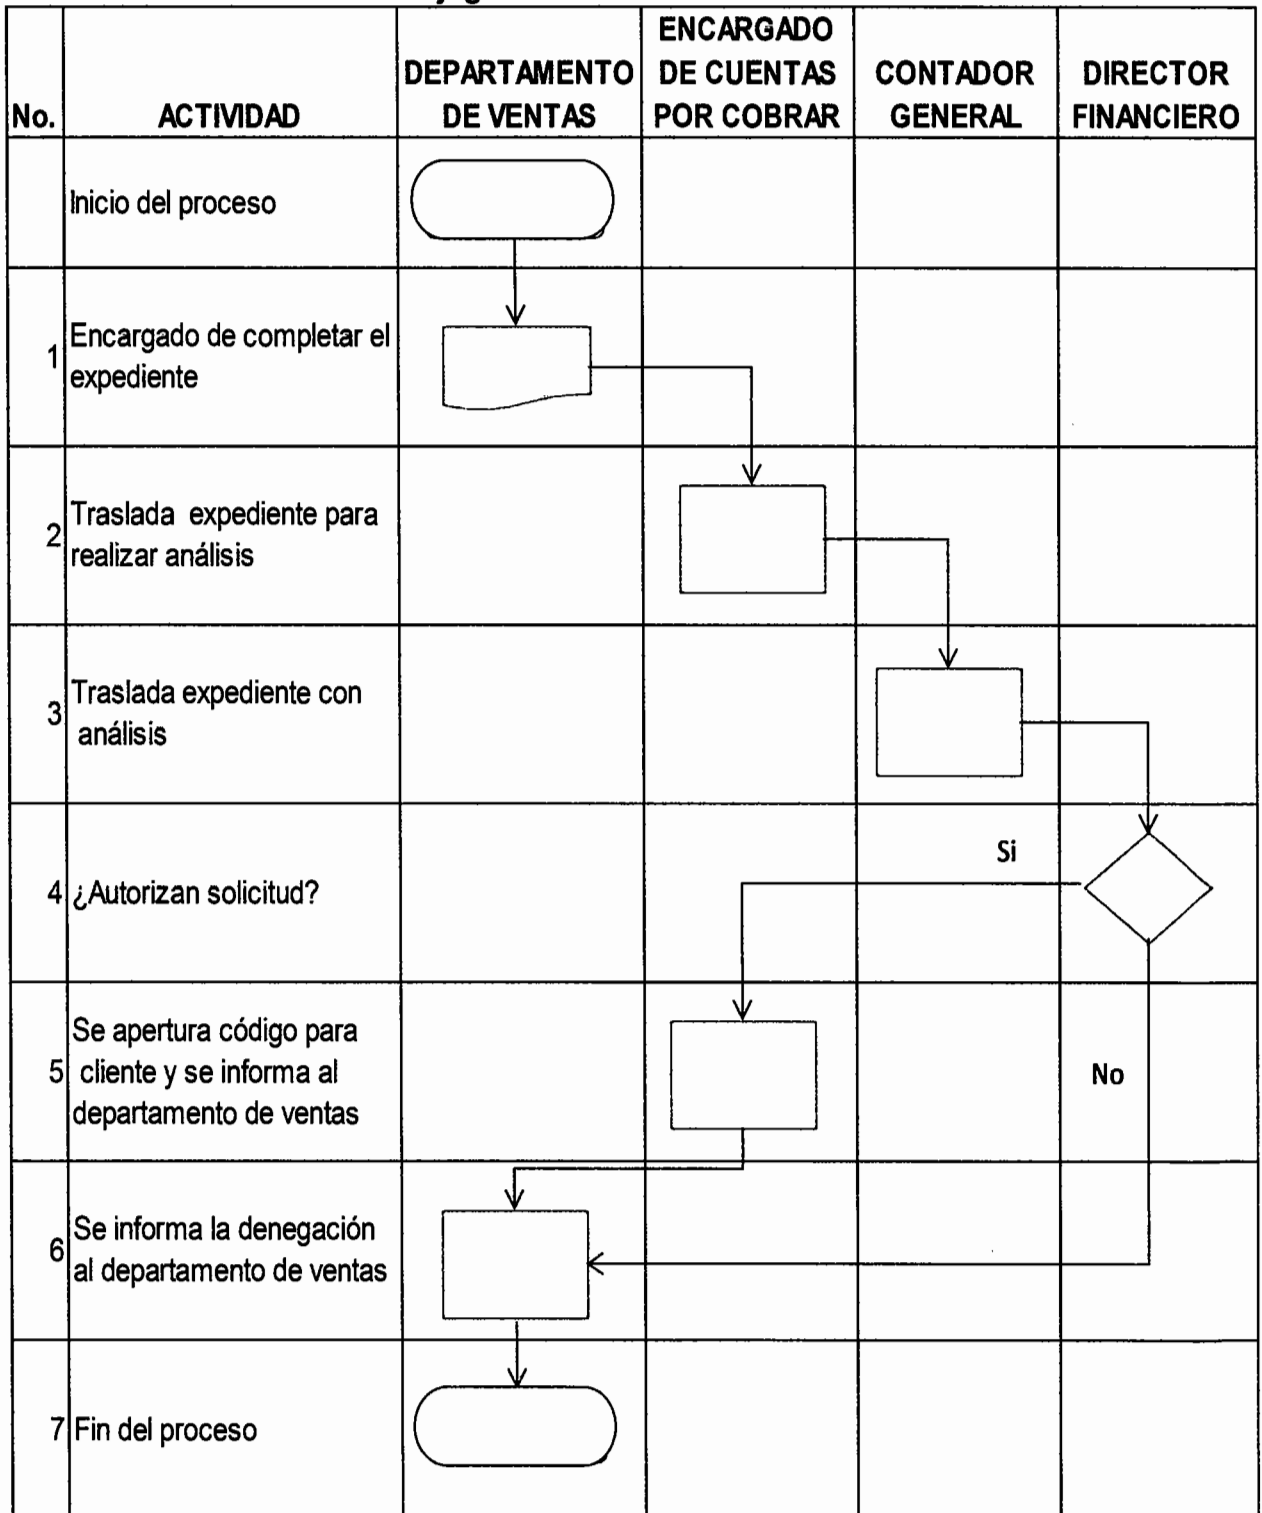 No.
ACTIVIDAD
DEPARTAMENTO
DE VENTAS
ENCARGADO
DE CUENTAS
POR COBRAR
CONTADOR
GENERAL
DIRECTOR
FINANCIERO
Inicio del proceso
1
Encargado de completar el
expediente
2
Traslada expediente para
realizar análisis
3
Traslada expediente con
análisis
4
¿Autorizan solicitud?
Si
5
Se apertura código para
cliente y se informa al
departamento de ventas
No
6
Se informa la denegación
al departamento de ventas
7
Fin del proceso